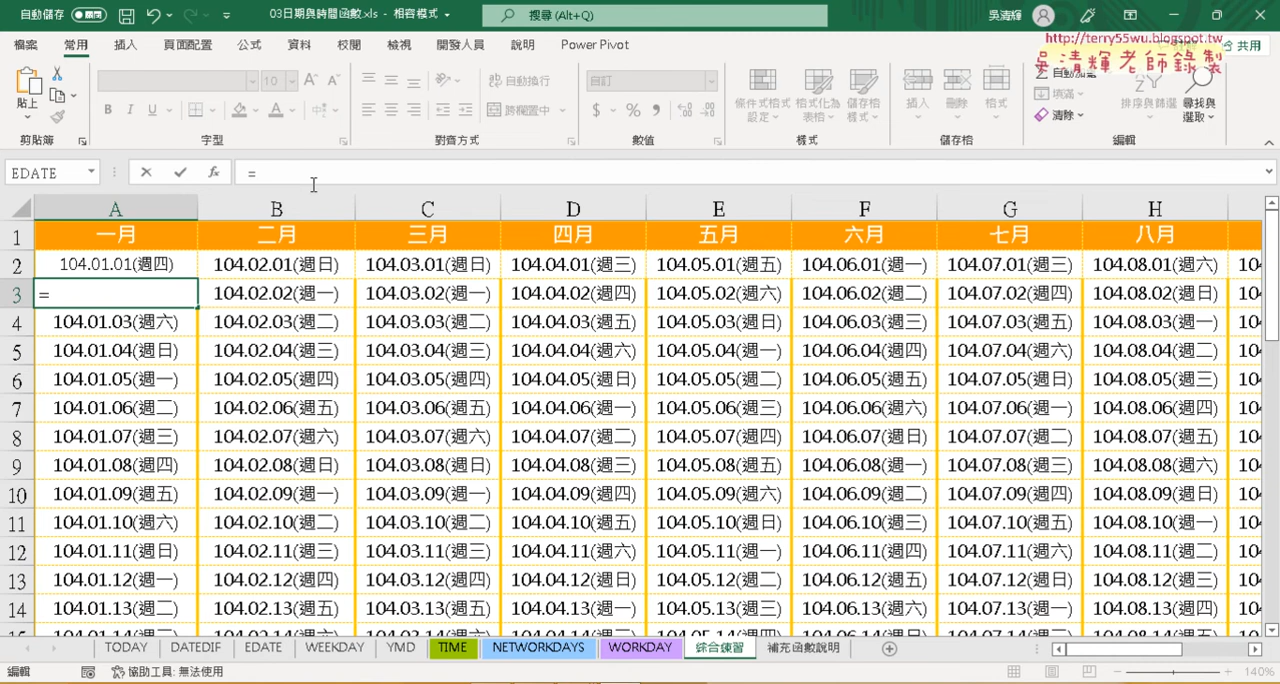 自動儲存 03日期與時間函數.xls - 相容模式 搜尋 (Alt+Q) 吳清輝
http://terry55wu.blogspot.tw
吳清輝老師錄製
檔案 常用 插入 頁面配置 公式 資料 校閱 檢視 開發人員 說明 Power Pivot 共用
貼上 10 自動換行 自訂 條件式格式設定 格式化為表格 儲存格樣式 插入 刪除 格式 自動加總 填滿 清除 排序與篩選 尋找與選取
B I U 跨欄置中 $ %
剪貼簿 字型 對齊方式 數值 樣式 儲存格 編輯
EDATE fx =
A B C D E F G H
1 一月 二月 三月 四月 五月 六月 七月 八月
2 104.01.01(週四) 104.02.01(週日) 104.03.01(週日) 104.04.01(週三) 104.05.01(週五) 104.06.01(週一) 104.07.01(週三) 104.08.01(週六) 10
3 = 104.02.02(週一) 104.03.02(週一) 104.04.02(週四) 104.05.02(週六) 104.06.02(週二) 104.07.02(週四) 104.08.02(週日) 10
4 104.01.03(週六) 104.02.03(週二) 104.03.03(週二) 104.04.03(週五) 104.05.03(週日) 104.06.03(週三) 104.07.03(週五) 104.08.03(週一) 10
5 104.01.04(週日) 104.02.04(週三) 104.03.04(週三) 104.04.04(週六) 104.05.04(週一) 104.06.04(週四) 104.07.04(週六) 104.08.04(週二) 10
6 104.01.05(週一) 104.02.05(週四) 104.03.05(週四) 104.04.05(週日) 104.05.05(週二) 104.06.05(週五) 104.07.05(週日) 104.08.05(週三) 10
7 104.01.06(週二) 104.02.06(週五) 104.03.06(週五) 104.04.06(週一) 104.05.06(週三) 104.06.06(週六) 104.07.06(週一) 104.08.06(週四) 10
8 104.01.07(週三) 104.02.07(週六) 104.03.07(週六) 104.04.07(週二) 104.05.07(週四) 104.06.07(週日) 104.07.07(週二) 104.08.07(週五) 10
9 104.01.08(週四) 104.02.08(週日) 104.03.08(週日) 104.04.08(週三) 104.05.08(週五) 104.06.08(週一) 104.07.08(週三) 104.08.08(週六) 10
10 104.01.09(週五) 104.02.09(週一) 104.03.09(週一) 104.04.09(週四) 104.05.09(週六) 104.06.09(週二) 104.07.09(週四) 104.08.09(週日) 10
11 104.01.10(週六) 104.02.10(週二) 104.03.10(週二) 104.04.10(週五) 104.05.10(週日) 104.06.10(週三) 104.07.10(週五) 104.08.10(週一) 10
12 104.01.11(週日) 104.02.11(週三) 104.03.11(週三) 104.04.11(週六) 104.05.11(週一) 104.06.11(週四) 104.07.11(週六) 104.08.11(週二) 10
13 104.01.12(週一) 104.02.12(週四) 104.03.12(週四) 104.04.12(週日) 104.05.12(週二) 104.06.12(週五) 104.07.12(週日) 104.08.12(週三) 10
14 104.01.13(週二) 104.02.13(週五) 104.03.13(週五) 104.04.13(週一) 104.05.13(週三) 104.06.13(週六) 104.07.13(週一) 104.08.13(週四) 10
TODAY DATEDIF EDATE WEEKDAY YMD TIME NETWORKDAYS WORKDAY 綜合練習 補充函數說明
編輯 協助工具: 無法使用 140%